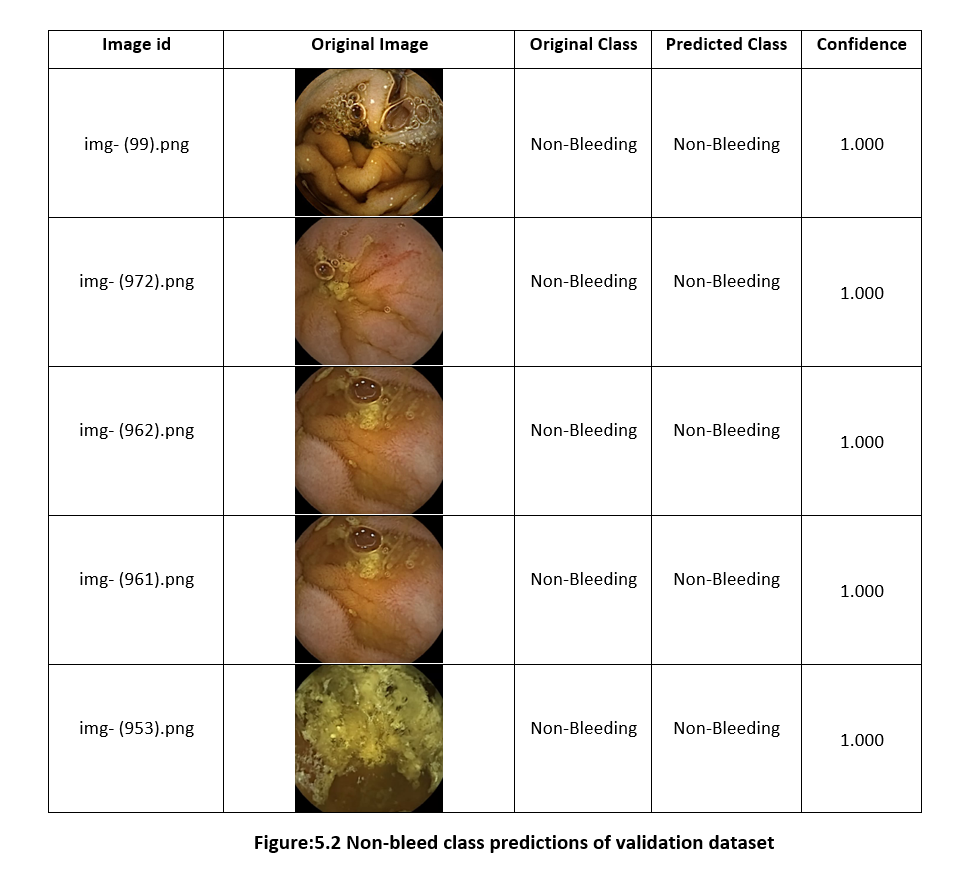 Image id Original Image Original Class Predicted Class Confidence
img- (99).png Non-Bleeding Non-Bleeding 1.000
img- (972).png Non-Bleeding Non-Bleeding 1.000
img- (962).png Non-Bleeding Non-Bleeding 1.000
img- (961).png Non-Bleeding Non-Bleeding 1.000
img- (953).png Non-Bleeding Non-Bleeding 1.000
Figure:5.2 Non-bleed class predictions of validation dataset